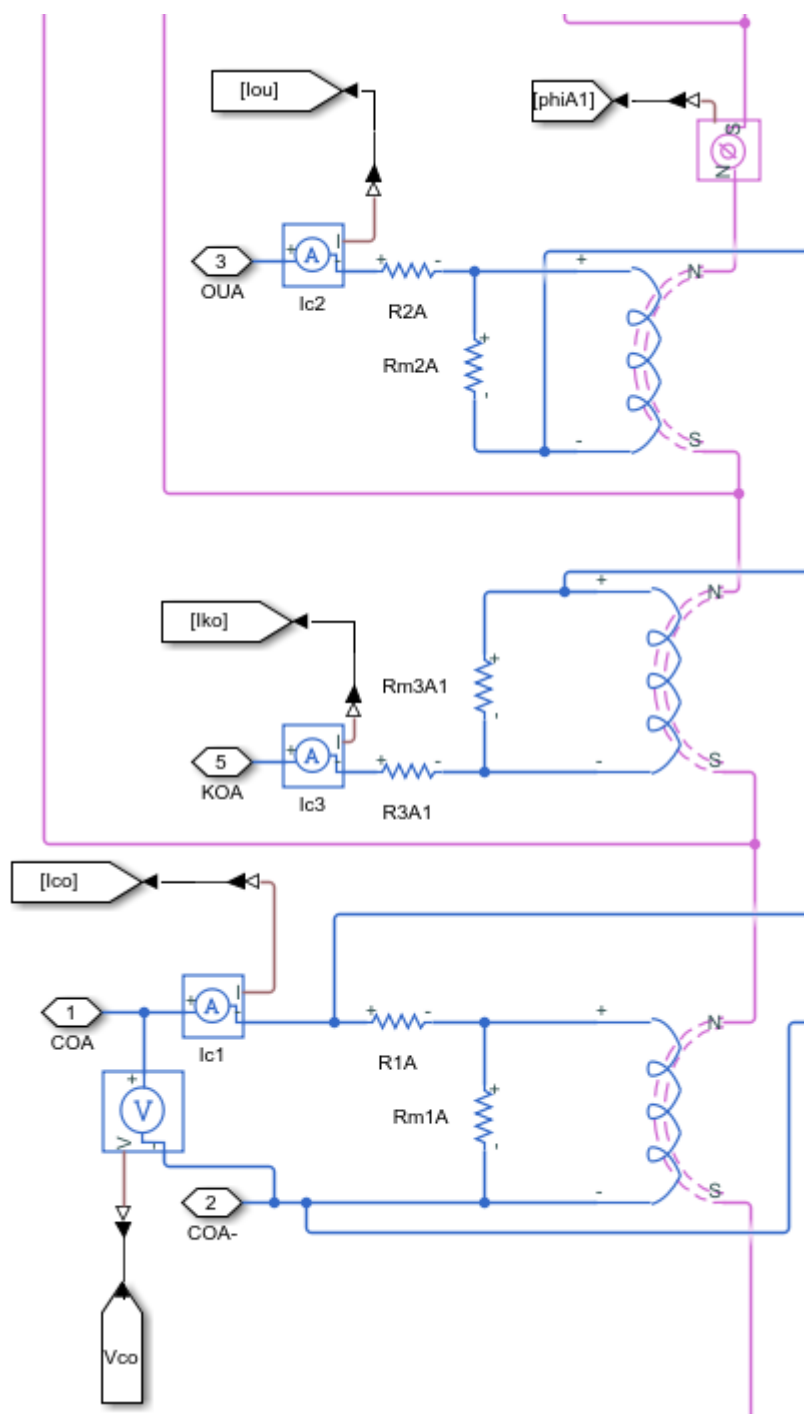 [Iou]
[phiA1]
S
Ø
N
3
OUA
+
A
I
-
Ic2
+
-
R2A
+
N
Rm2A
+
-
-
S
[Iko]
+
N
Rm3A1
+
-
5
KOA
+
A
I
-
Ic3
+
-
R3A1
-
S
[Ico]
1
COA
+
A
I
-
Ic1
+
-
R1A
+
N
+
V
V
-
Rm1A
+
-
2
COA-
-
S
Vco